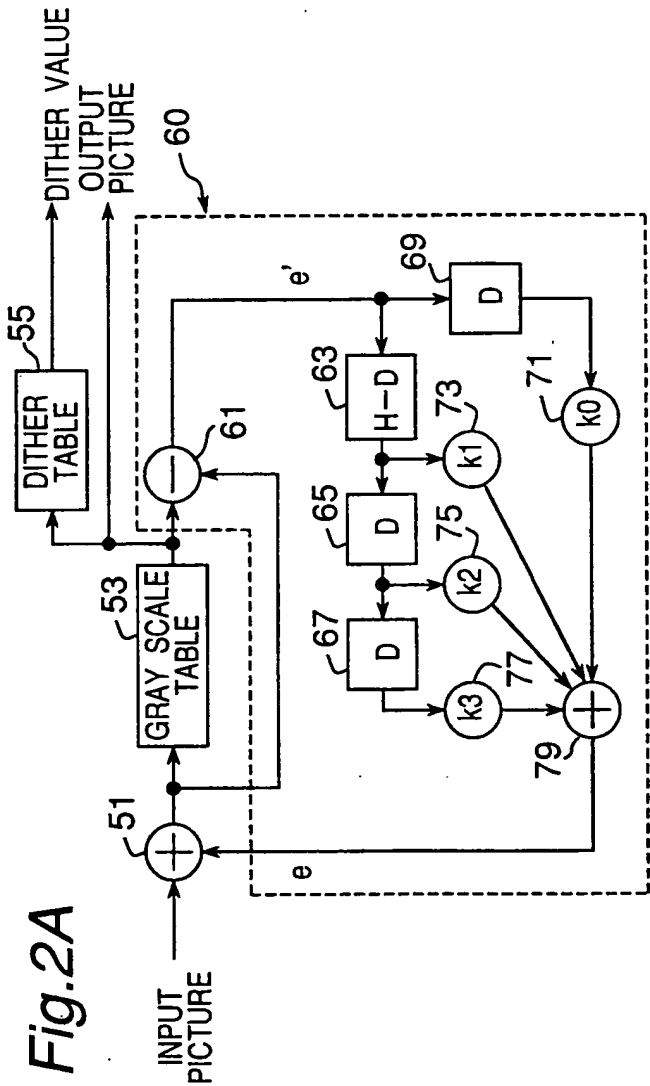 Fig.2A
INPUT
PICTURE
51
53
GRAY SCALE
TABLE
55
DITHER
TABLE
DITHER VALUE
OUTPUT
PICTURE
60
61
e'
e
63
H-D
65
D
67
D
69
D
71
k0
73
k1
75
k2
77
k3
79